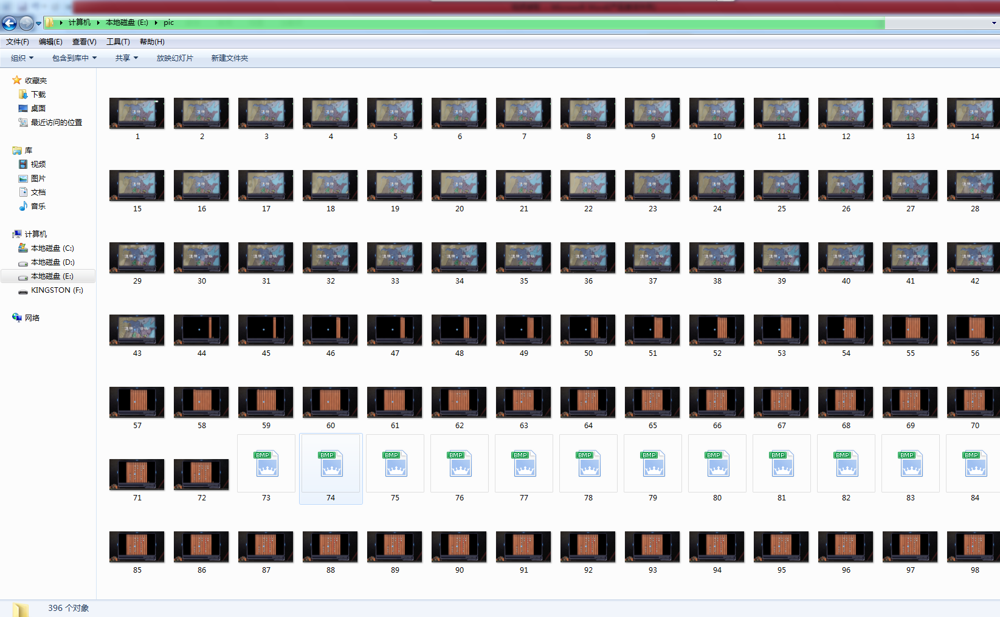 计算机 本地磁盘 (E:) pic
文件(F) 编辑(E) 查看(V) 工具(T) 帮助(H)
组织 包含到库中 共享 放映幻灯片 新建文件夹
收藏夹
下载
桌面
最近访问的位置
库
视频
图片
文档
音乐
计算机
本地磁盘 (C:)
本地磁盘 (D:)
本地磁盘 (E:)
KINGSTON (F:)
网络
1 2 3 4 5 6 7 8 9 10 11 12 13 14
15 16 17 18 19 20 21 22 23 24 25 26 27 28
29 30 31 32 33 34 35 36 37 38 39 40 41 42
43 44 45 46 47 48 49 50 51 52 53 54 55 56
57 58 59 60 61 62 63 64 65 66 67 68 69 70
BMP BMP BMP BMP BMP BMP BMP BMP BMP BMP BMP BMP
71 72 73 74 75 76 77 78 79 80 81 82 83 84
85 86 87 88 89 90 91 92 93 94 95 96 97 98
396 个对象